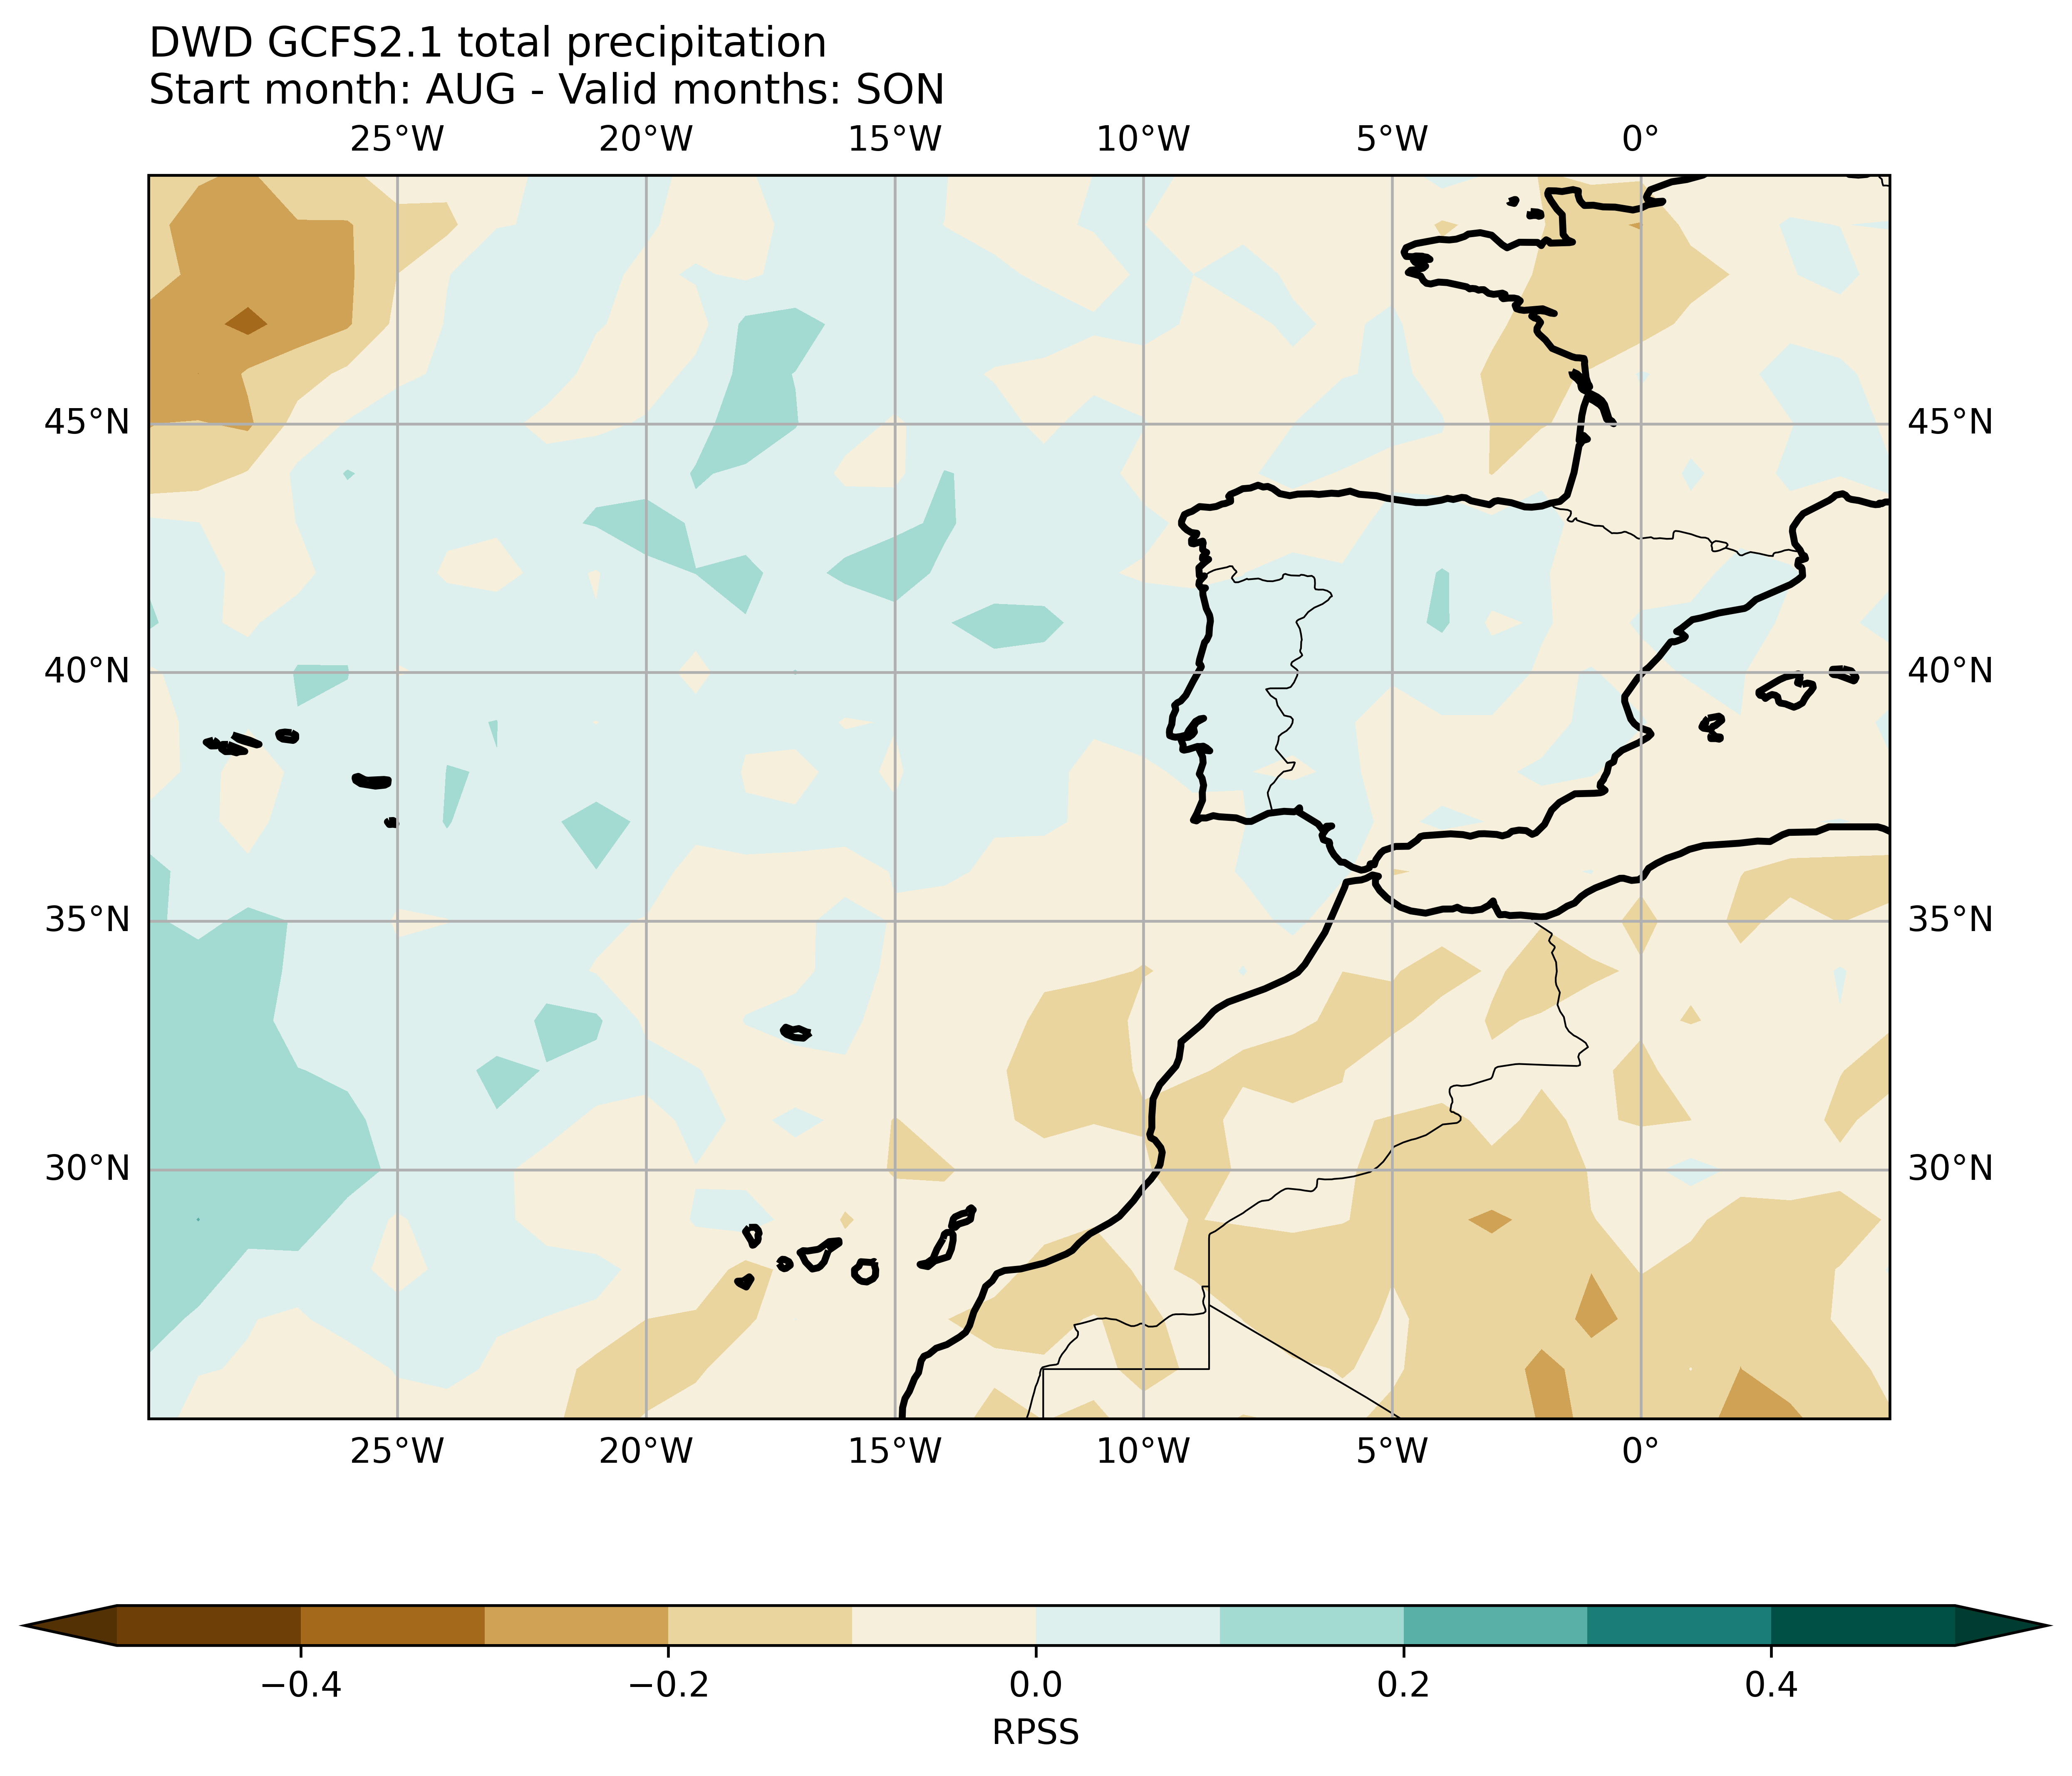 DWD GCFS2.1 total precipitation
Start month: AUG - Valid months: SON
25°W 20°W 15°W 10°W 5°W 0°
45°N 45°N
40°N 40°N
35°N 35°N
30°N 30°N
25°W 20°W 15°W 10°W 5°W 0°
−0.4 −0.2 0.0 0.2 0.4
RPSS